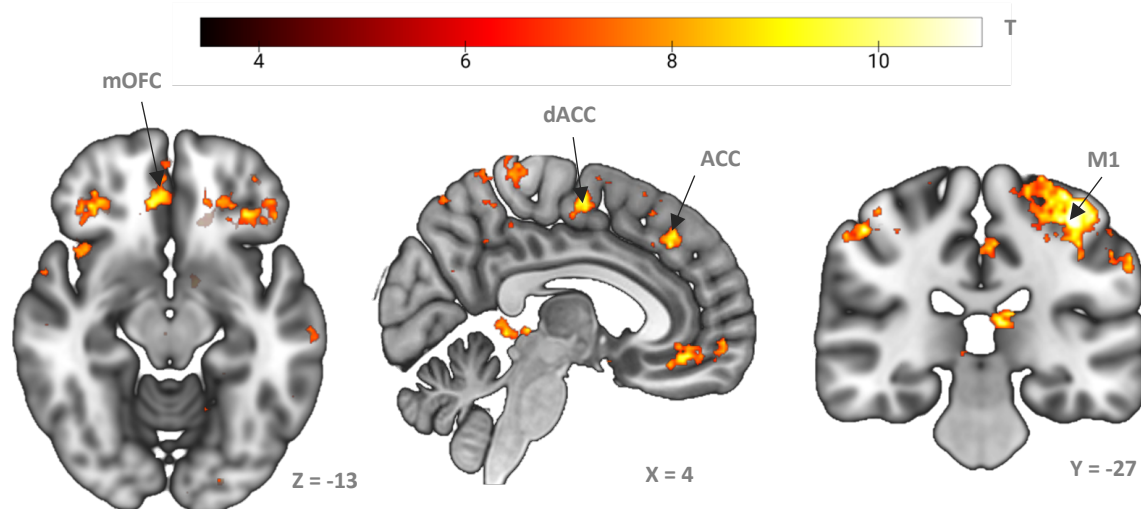 T
4 6 8 10
mOFC
dACC
ACC
M1
Z = -13
X = 4
Y = -27